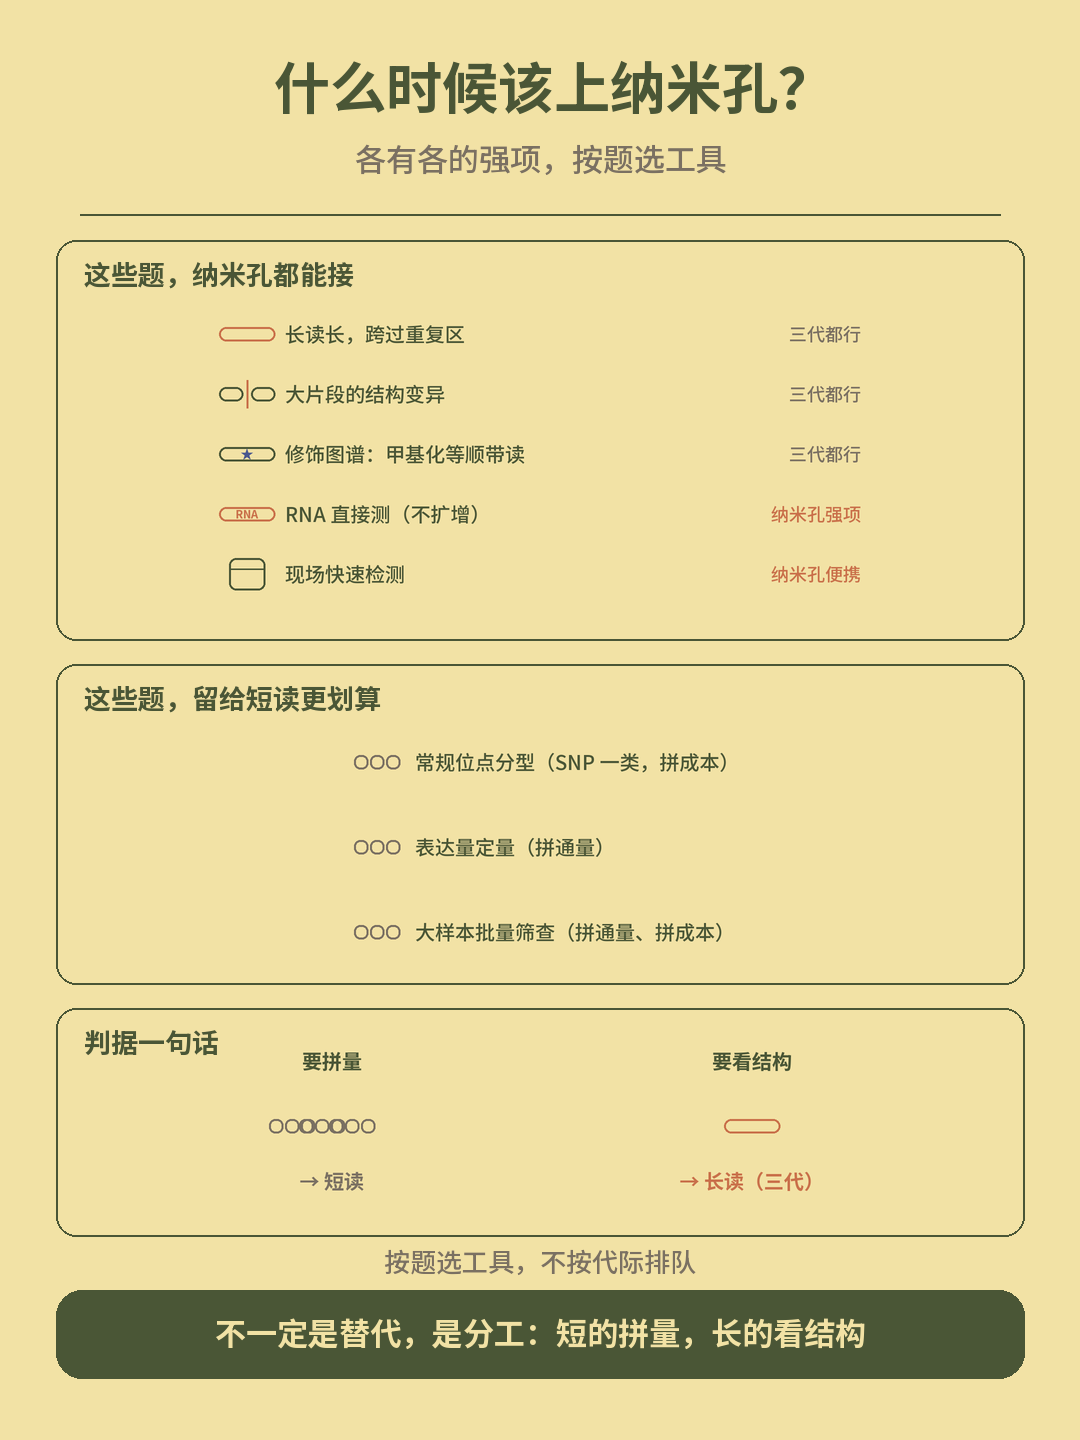 什么时候该上纳米孔？
各有各的强项，按题选工具
这些题，纳米孔都能接
长读长，跨过重复区 三代都行
大片段的结构变异 三代都行
修饰图谱：甲基化等顺带读 三代都行
RNA RNA 直接测（不扩增） 纳米孔强项
现场快速检测 纳米孔便携
这些题，留给短读更划算
常规位点分型（SNP 一类，拼成本）
表达量定量（拼通量）
大样本批量筛查（拼通量、拼成本）
判据一句话
要拼量 要看结构
→ 短读 → 长读（三代）
按题选工具，不按代际排队
不一定是替代，是分工：短的拼量，长的看结构